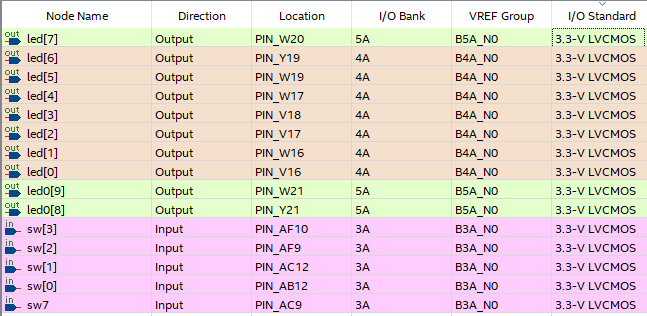 Node Name Direction Location I/O Bank VREF Group I/O Standard
out led[7] Output PIN_W20 5A B5A_N0 3.3-V LVCMOS
out led[6] Output PIN_Y19 4A B4A_N0 3.3-V LVCMOS
out led[5] Output PIN_W19 4A B4A_N0 3.3-V LVCMOS
out led[4] Output PIN_W17 4A B4A_N0 3.3-V LVCMOS
out led[3] Output PIN_V18 4A B4A_N0 3.3-V LVCMOS
out led[2] Output PIN_V17 4A B4A_N0 3.3-V LVCMOS
out led[1] Output PIN_W16 4A B4A_N0 3.3-V LVCMOS
out led[0] Output PIN_V16 4A B4A_N0 3.3-V LVCMOS
out led0[9] Output PIN_W21 5A B5A_N0 3.3-V LVCMOS
out led0[8] Output PIN_Y21 5A B5A_N0 3.3-V LVCMOS
in sw[3] Input PIN_AF10 3A B3A_N0 3.3-V LVCMOS
in sw[2] Input PIN_AF9 3A B3A_N0 3.3-V LVCMOS
in sw[1] Input PIN_AC12 3A B3A_N0 3.3-V LVCMOS
in sw[0] Input PIN_AB12 3A B3A_N0 3.3-V LVCMOS
in sw7 Input PIN_AC9 3A B3A_N0 3.3-V LVCMOS